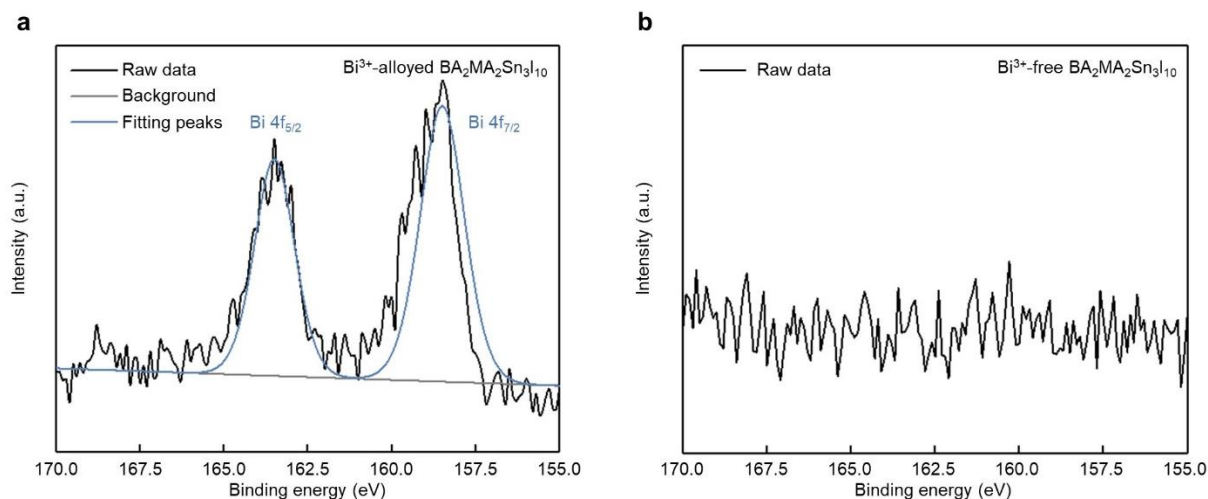 a
Raw data
Background
Fitting peaks
Bi³⁺-alloyed BA₂MA₂Sn₃I₁₀
Bi 4f₅/₂
Bi 4f₇/₂
Intensity (a.u.)
170.0 167.5 165.0 162.5 160.0 157.5 155.0
Binding energy (eV)
b
Raw data
Bi³⁺-free BA₂MA₂Sn₃I₁₀
Intensity (a.u.)
170.0 167.5 165.0 162.5 160.0 157.5 155.0
Binding energy (eV)